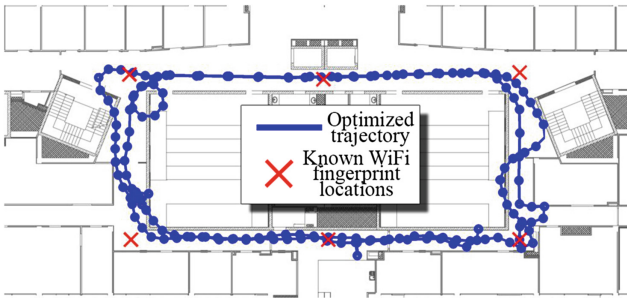 Optimized
trajectory
Known WiFi
fingerprint
locations